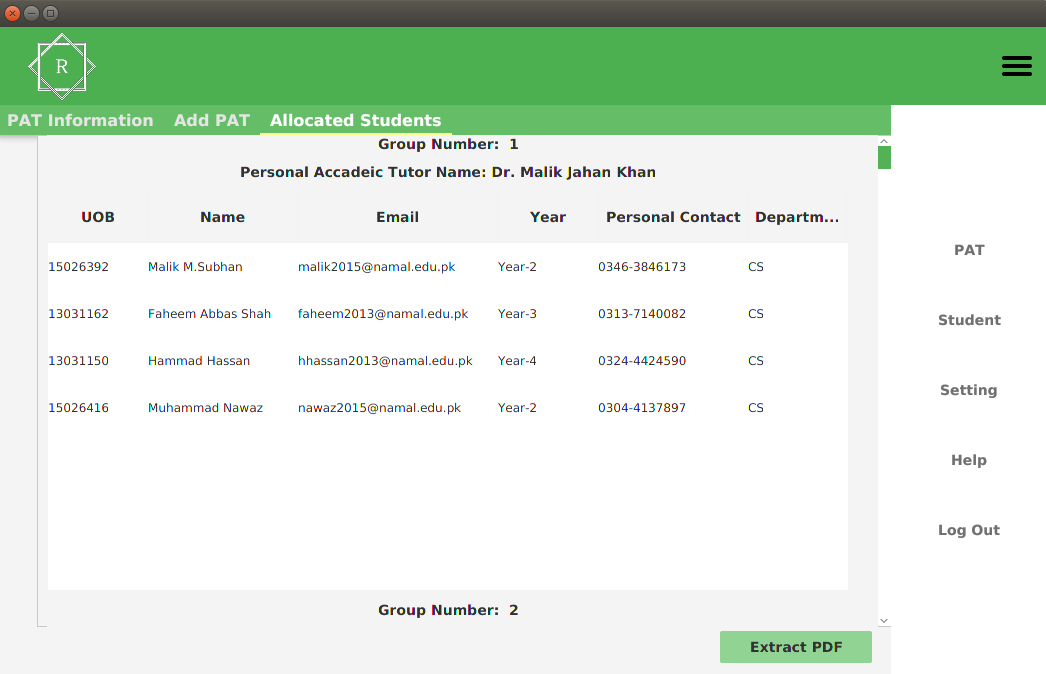 R
PAT Information Add PAT Allocated Students
Group Number: 1
Personal Accadeic Tutor Name: Dr. Malik Jahan Khan
UOB Name Email Year Personal Contact Departm...
15026392 Malik M.Subhan malik2015@namal.edu.pk Year-2 0346-3846173 CS
13031162 Faheem Abbas Shah faheem2013@namal.edu.pk Year-3 0313-7140082 CS
13031150 Hammad Hassan hhassan2013@namal.edu.pk Year-4 0324-4424590 CS
15026416 Muhammad Nawaz nawaz2015@namal.edu.pk Year-2 0304-4137897 CS
Group Number: 2
Extract PDF
PAT
Student
Setting
Help
Log Out